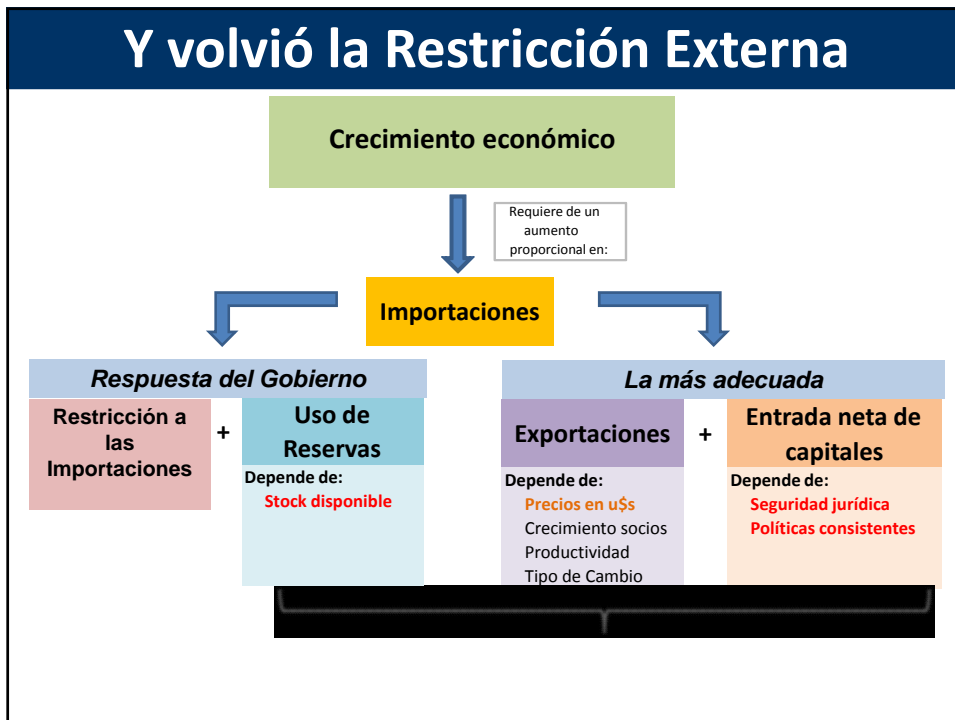 Y volvió la Restricción Externa
Crecimiento económico
Requiere de un
aumento
proporcional en:
Importaciones
Respuesta del Gobierno
Restricción a
las
Importaciones
+
Uso de
Reservas
Depende de:
Stock disponible
La más adecuada
Exportaciones
+
Entrada neta de
capitales
Depende de:
Precios en u$s
Crecimiento socios
Productividad
Tipo de Cambio
Depende de:
Seguridad jurídica
Políticas consistentes